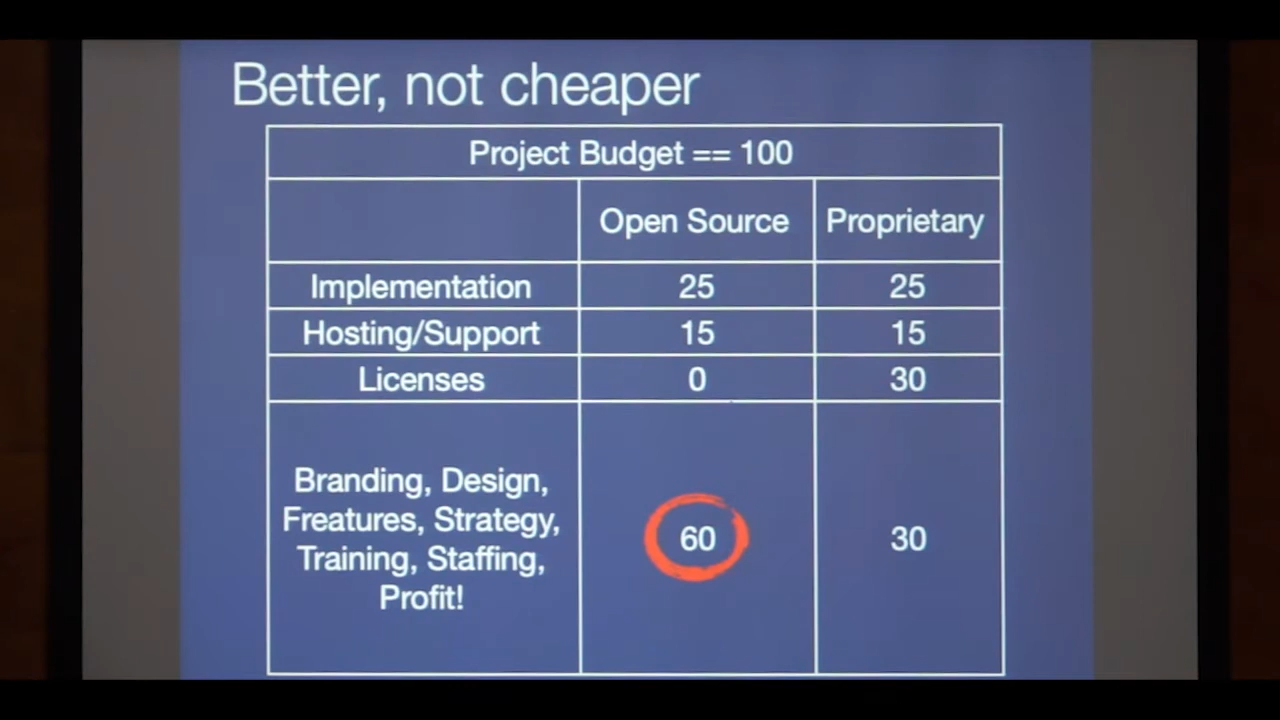 Better, not cheaper
Project Budget == 100
Open Source Proprietary
Implementation 25 25
Hosting/Support 15 15
Licenses 0 30
Branding, Design,
Freatures, Strategy,
Training, Staffing,
Profit!
60 30